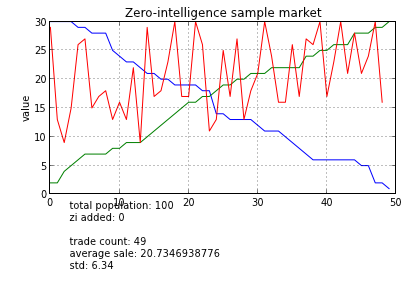 Zero-intelligence sample market
30
25
20
15
10
5
0
value
0 10 20 30 40 50
total population: 100
zi added: 0
trade count: 49
average sale: 20.7346938776
std: 6.34